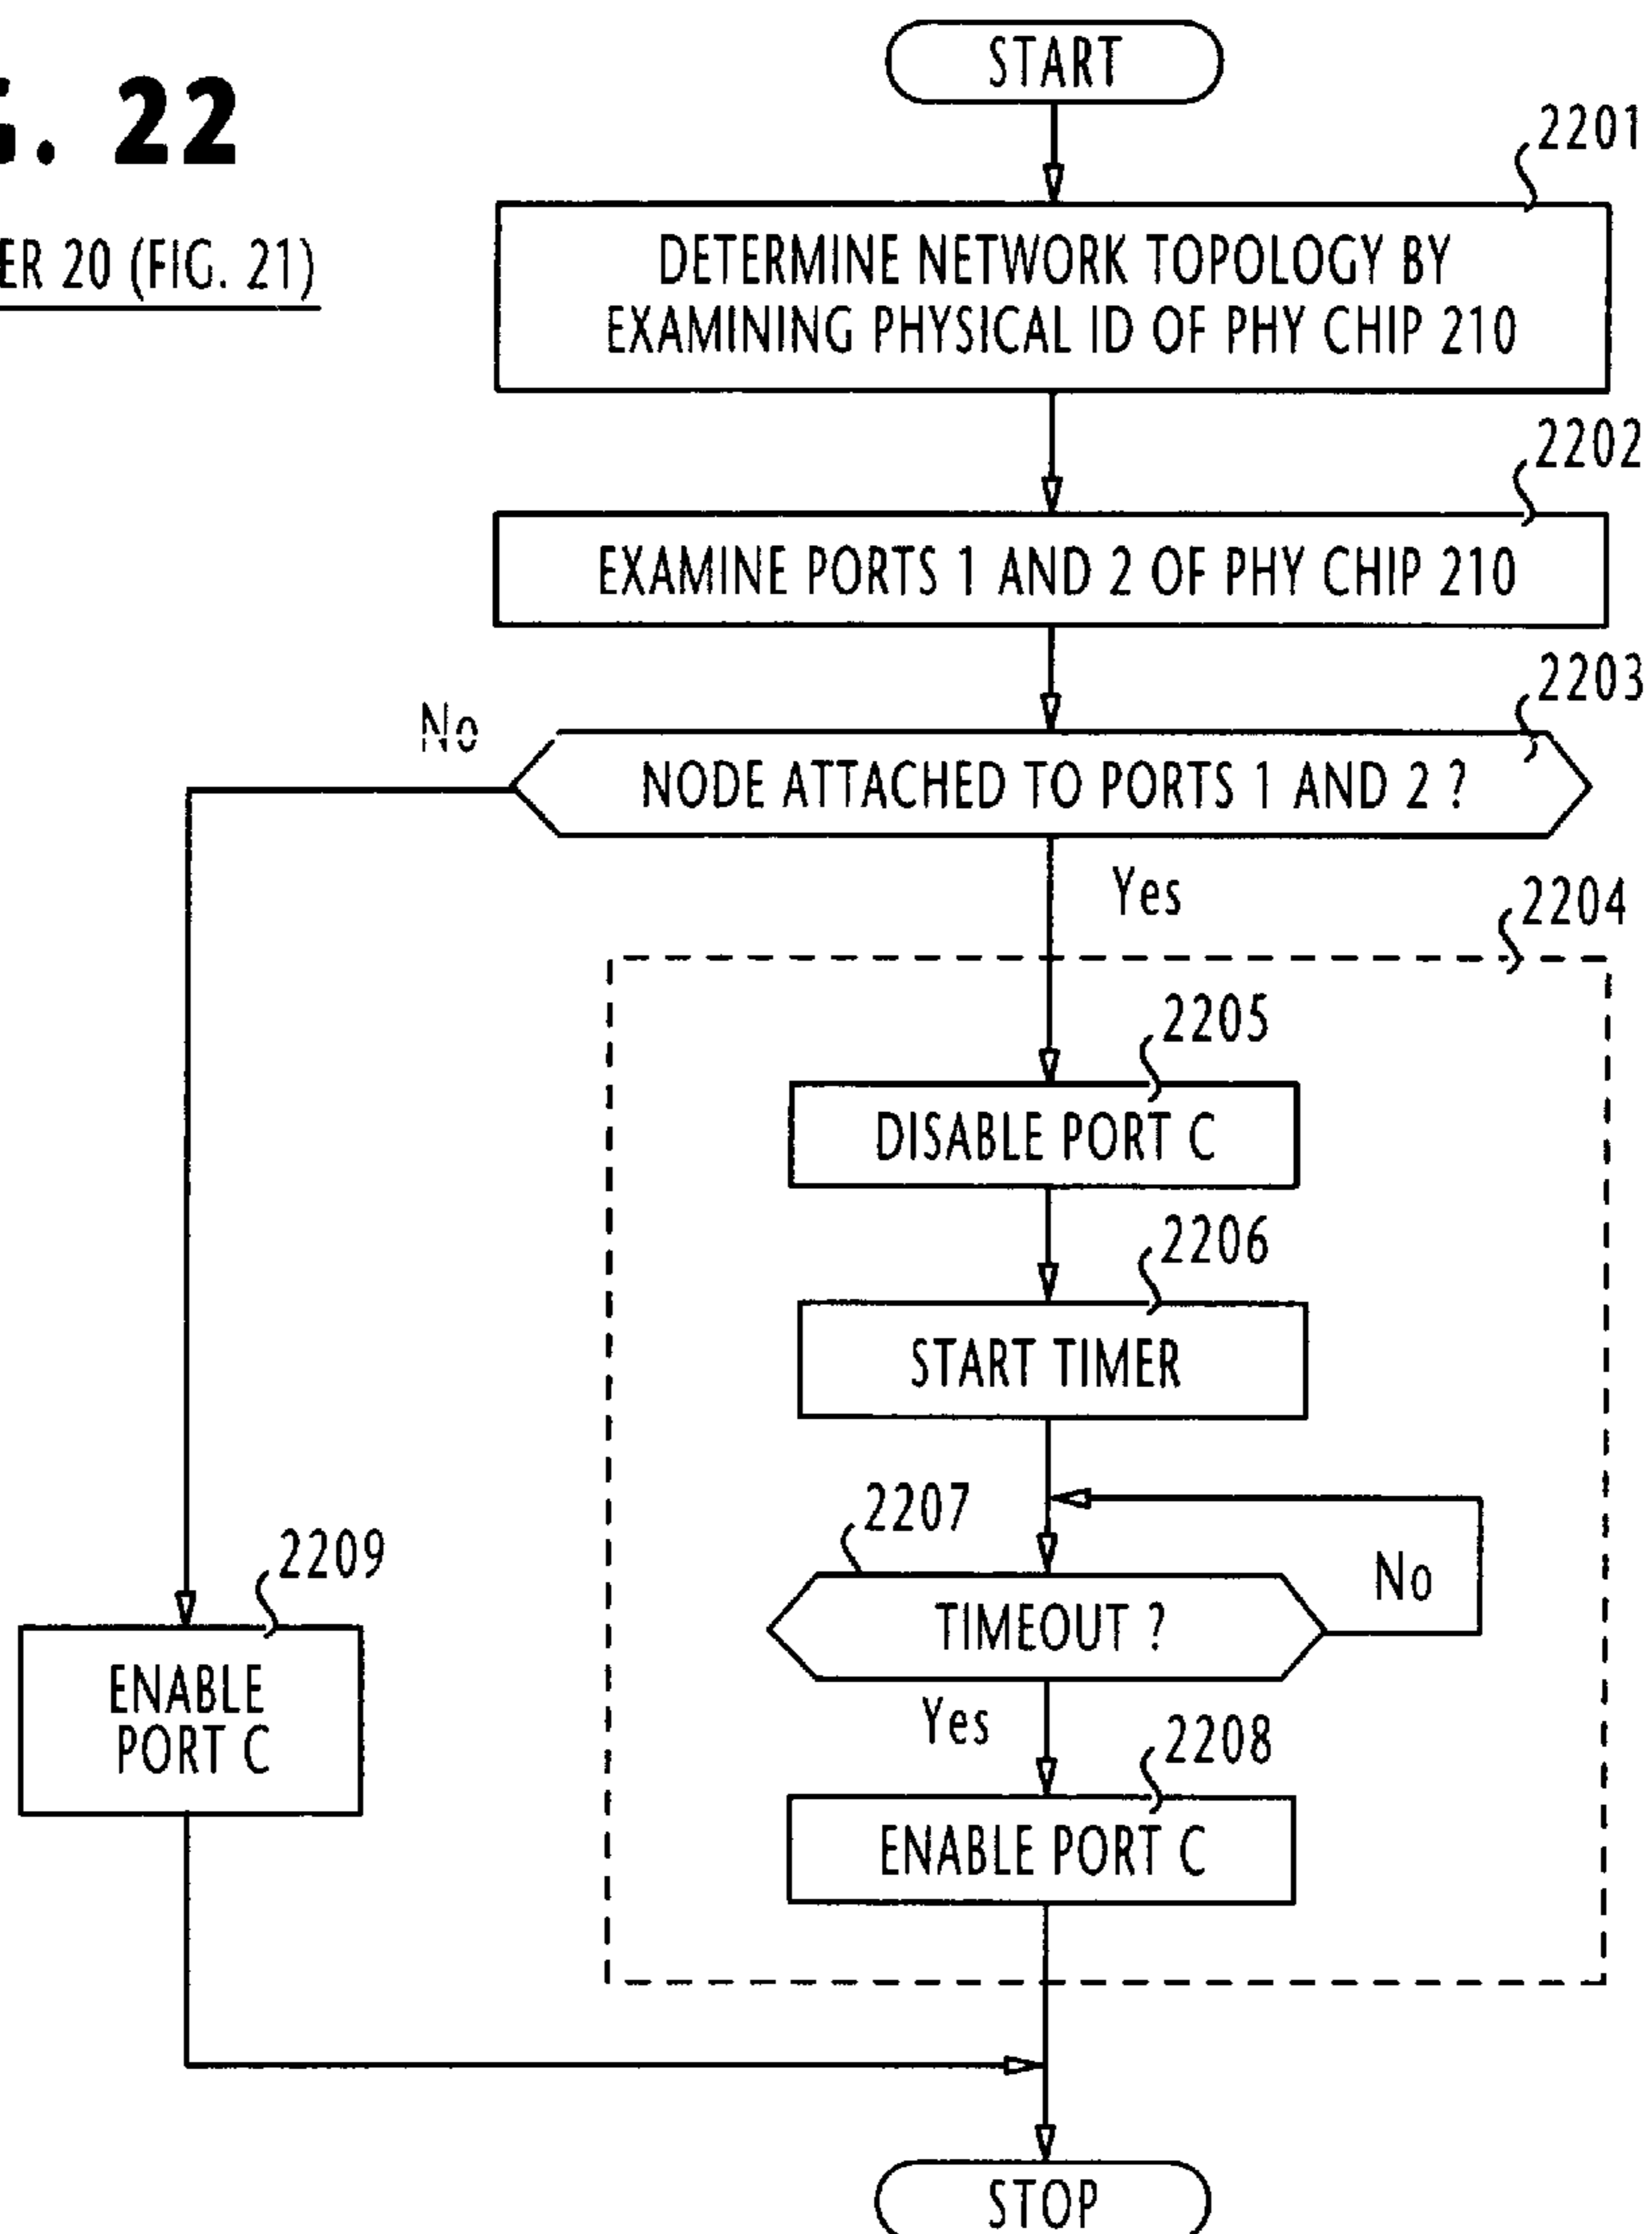 START
. 22
2201
20 (FIG. 21)
DETERMINE NETWORK TOPOLOGY BY
EXAMINING PHYSICAL ID OF PHY CHIP 210
2202
EXAMINE PORTS 1 AND 2 OF PHY CHIP 210
2203
No
NODE ATTACHED TO PORTS 1 AND 2 ?
Yes
2204
2205
DISABLE PORT C
2206
START TIMER
2207
No
2209
TIMEOUT ?
ENABLE
PORT C
Yes
2208
ENABLE PORT C
STOP